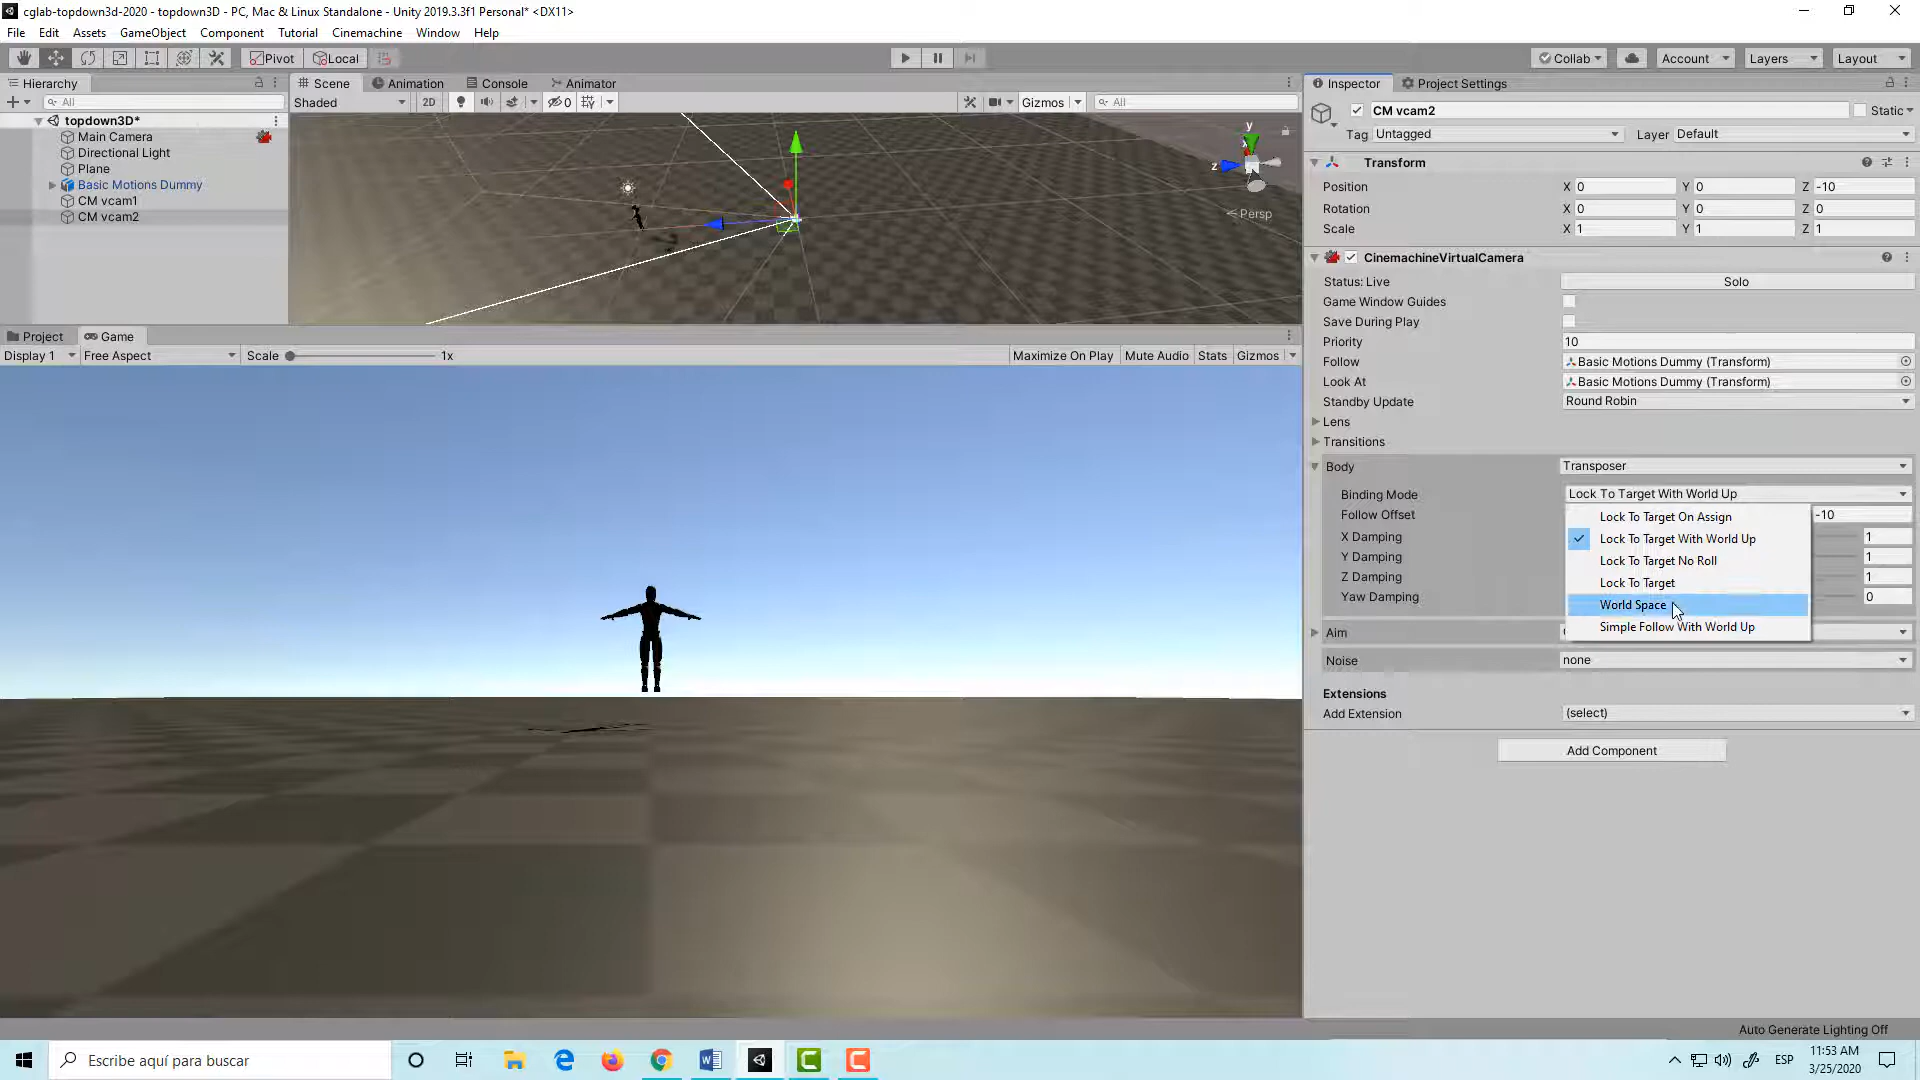 cglab-topdown3d-2020 - topdown3D - PC, Mac & Linux Standalone - Unity 2019.3.3f1 Personal* <DX11>
File Edit Assets GameObject Component Tutorial Cinemachine Window Help
Pivot Local Collab Account Layers Layout
Hierarchy Scene Animation Console Animator Inspector Project Settings
All Shaded 2D 0 Gizmos All CM vcam2 Static
topdown3D*
Tag Untagged Layer Default
Main Camera
Directional Light
Plane
Basic Motions Dummy
CM vcam1
CM vcam2
y
x
z
Persp
Transform
Position X 0 Y 0 Z -10
Rotation X 0 Y 0 Z 0
Scale X 1 Y 1 Z 1
CinemachineVirtualCamera
Status: Live Solo
Game Window Guides
Save During Play
Priority 10
Follow Basic Motions Dummy (Transform)
Look At Basic Motions Dummy (Transform)
Standby Update Round Robin
Lens
Transitions
Body Transposer
Binding Mode Lock To Target With World Up
Follow Offset -10
X Damping 1
Y Damping 1
Z Damping 1
Yaw Damping 0
Lock To Target On Assign
Lock To Target With World Up
Lock To Target No Roll
Lock To Target
World Space
Simple Follow With World Up
Aim
Noise none
Extensions
Add Extension (select)
Add Component
Project Game
Display 1 Free Aspect Scale 1x Maximize On Play Mute Audio Stats Gizmos
Auto Generate Lighting Off
Escribe aquí para buscar
ESP
11:53 AM
3/25/2020